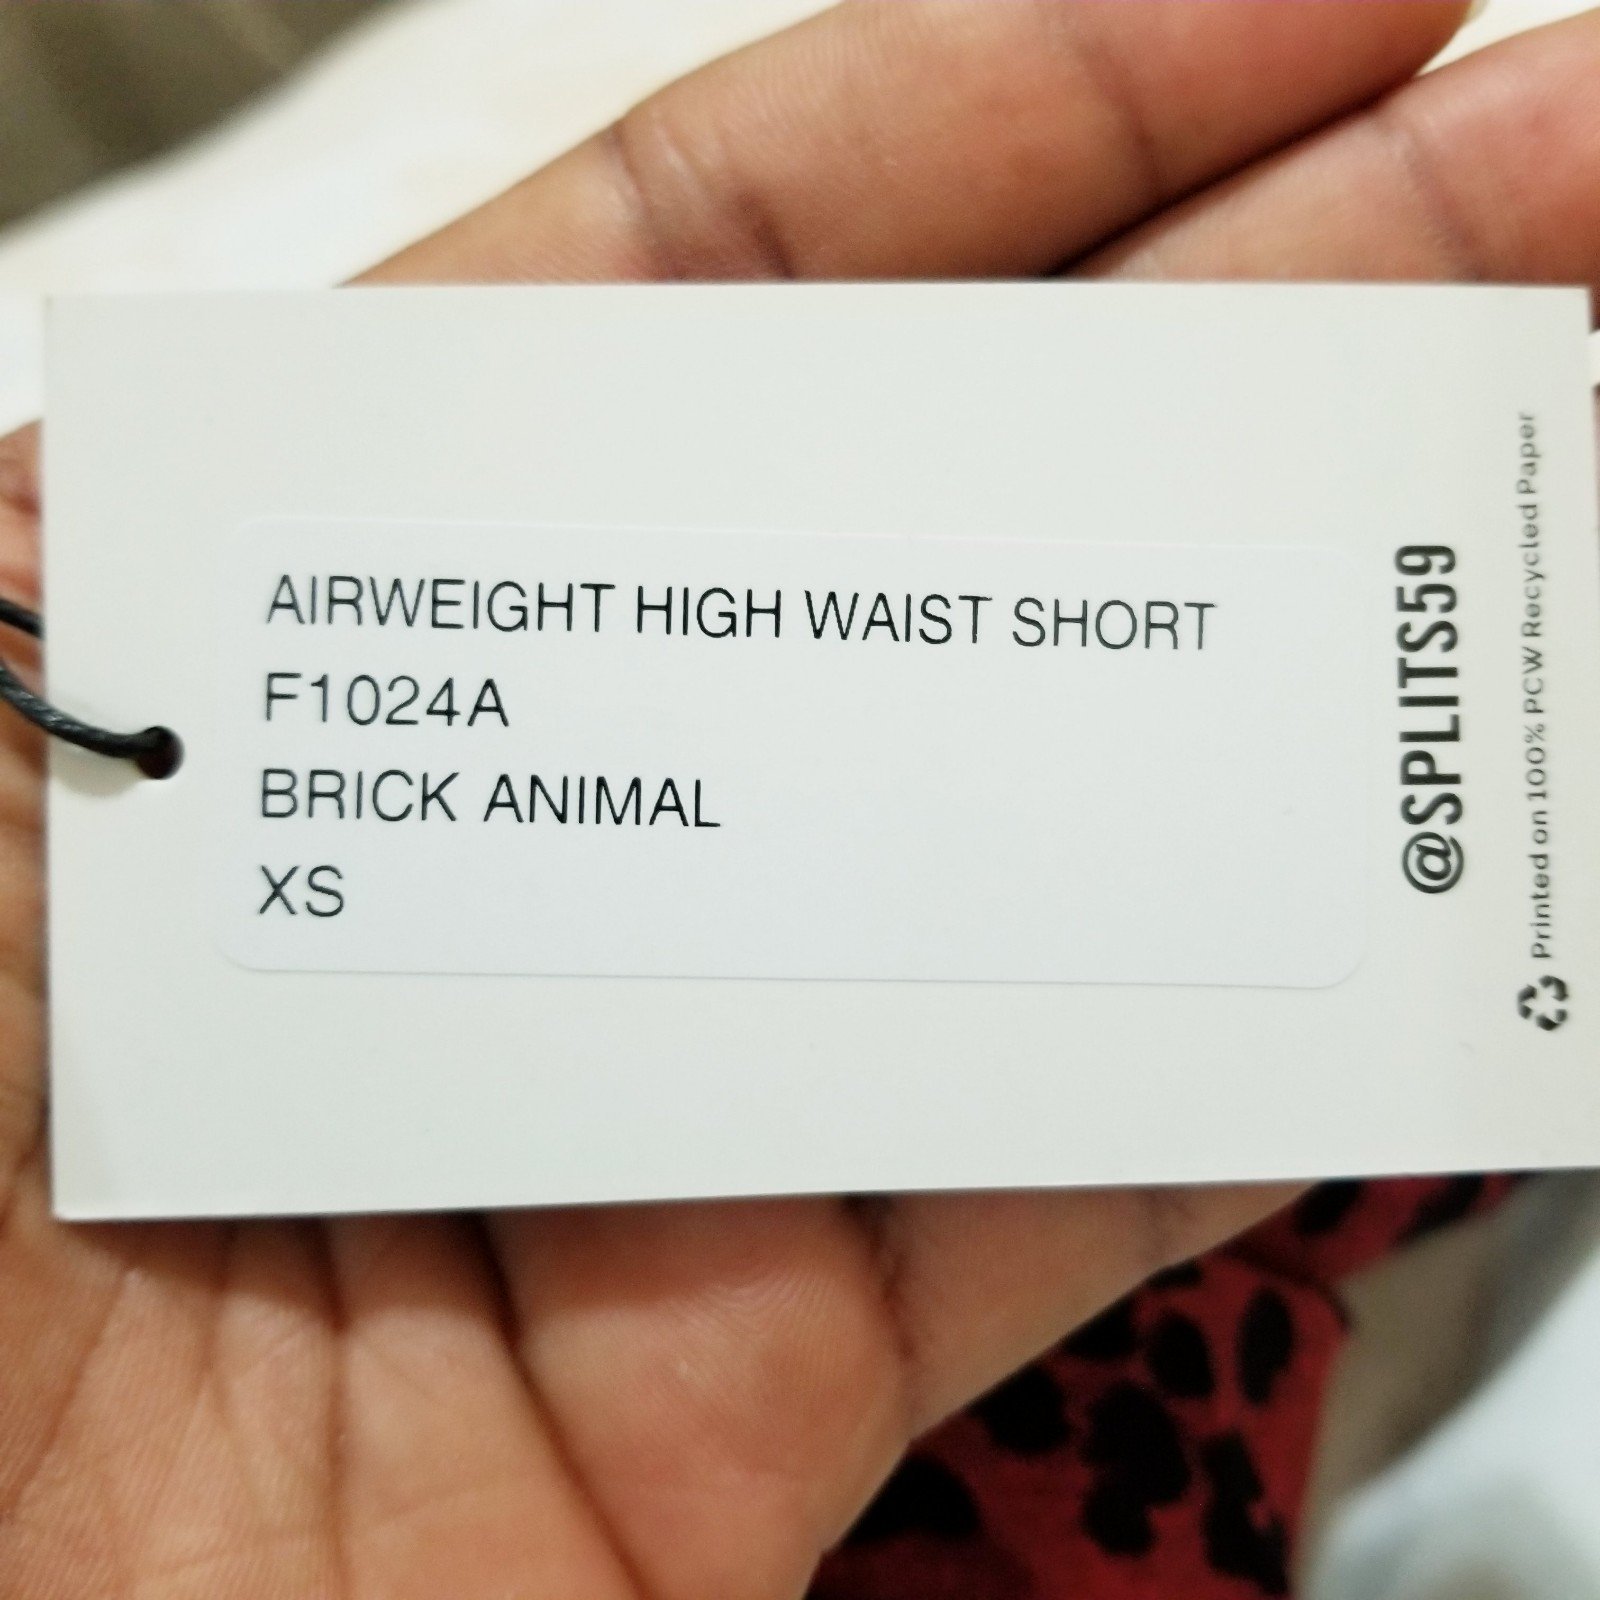 AIRWEIGHT HIGH WAIST SHORT
F1024A
BRICK ANIMAL
XS
@SPLITS59
Printed on 100% PCW Recycled Paper